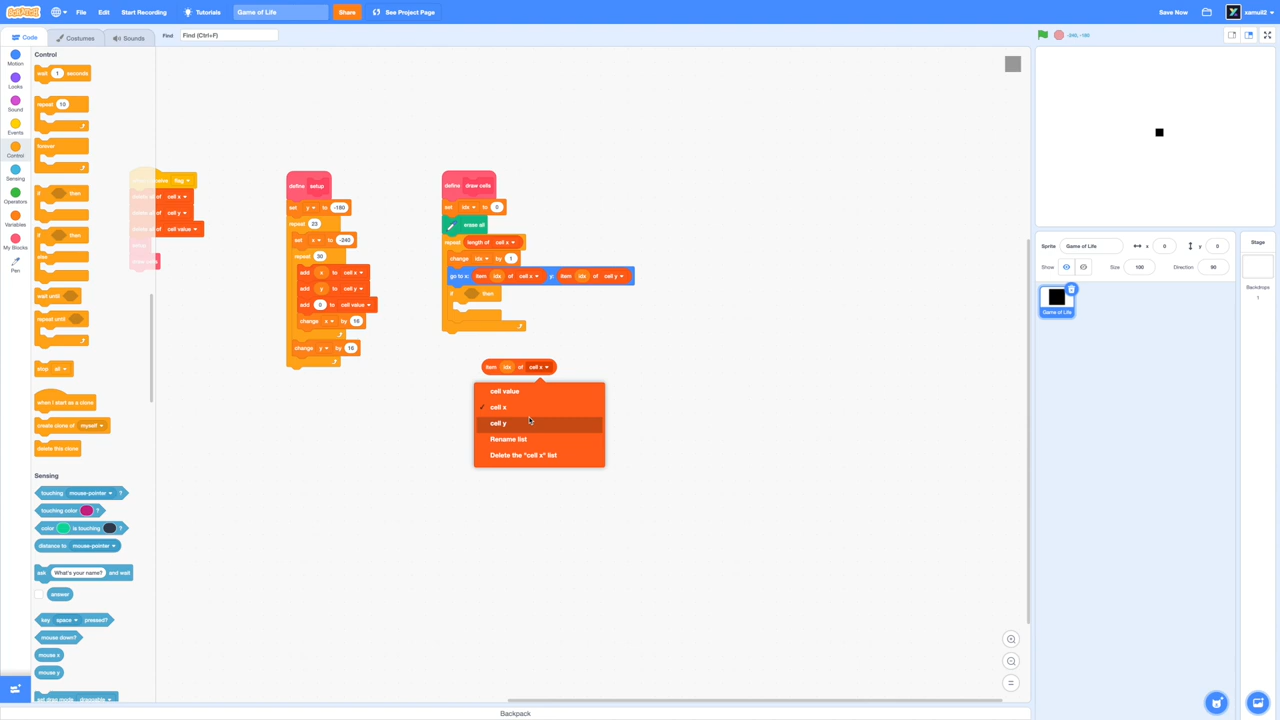 SCRATCH File Edit Start Recording Tutorials Game of Life Share See Project Page Save Now xamuil2
Code Costumes Sounds Find Find (Ctrl+F) -240, -180
Motion
Looks
Sound
Events
Control
Sensing
Operators
Variables
My Blocks
Pen
Control
wait 1 seconds
repeat 10
forever
if then
if then
else
wait until
repeat until
stop all
when I start as a clone
create clone of myself
delete this clone
Sensing
touching mouse-pointer ?
touching color ?
color is touching ?
distance to mouse-pointer
ask What's your name? and wait
answer
key space pressed?
mouse down?
mouse x
mouse y
set drag mode draggable
flag
cell x
cell y
cell value
define setup
set y to -180
repeat 23
set x to -240
repeat 30
add x to cell x
add y to cell y
add 0 to cell value
change x by 16
change y by 16
define draw cells
set idx to 0
erase all
repeat length of cell x
change idx by 1
go to x: item idx of cell x y: item idx of cell y
if then
item idx of cell x
cell value
✓ cell x
cell y
Rename list
Delete the "cell x" list
Sprite Game of Life x 0 y 0
Show Size 100 Direction 90
Game of Life
Stage
Backdrops
1
Backpack